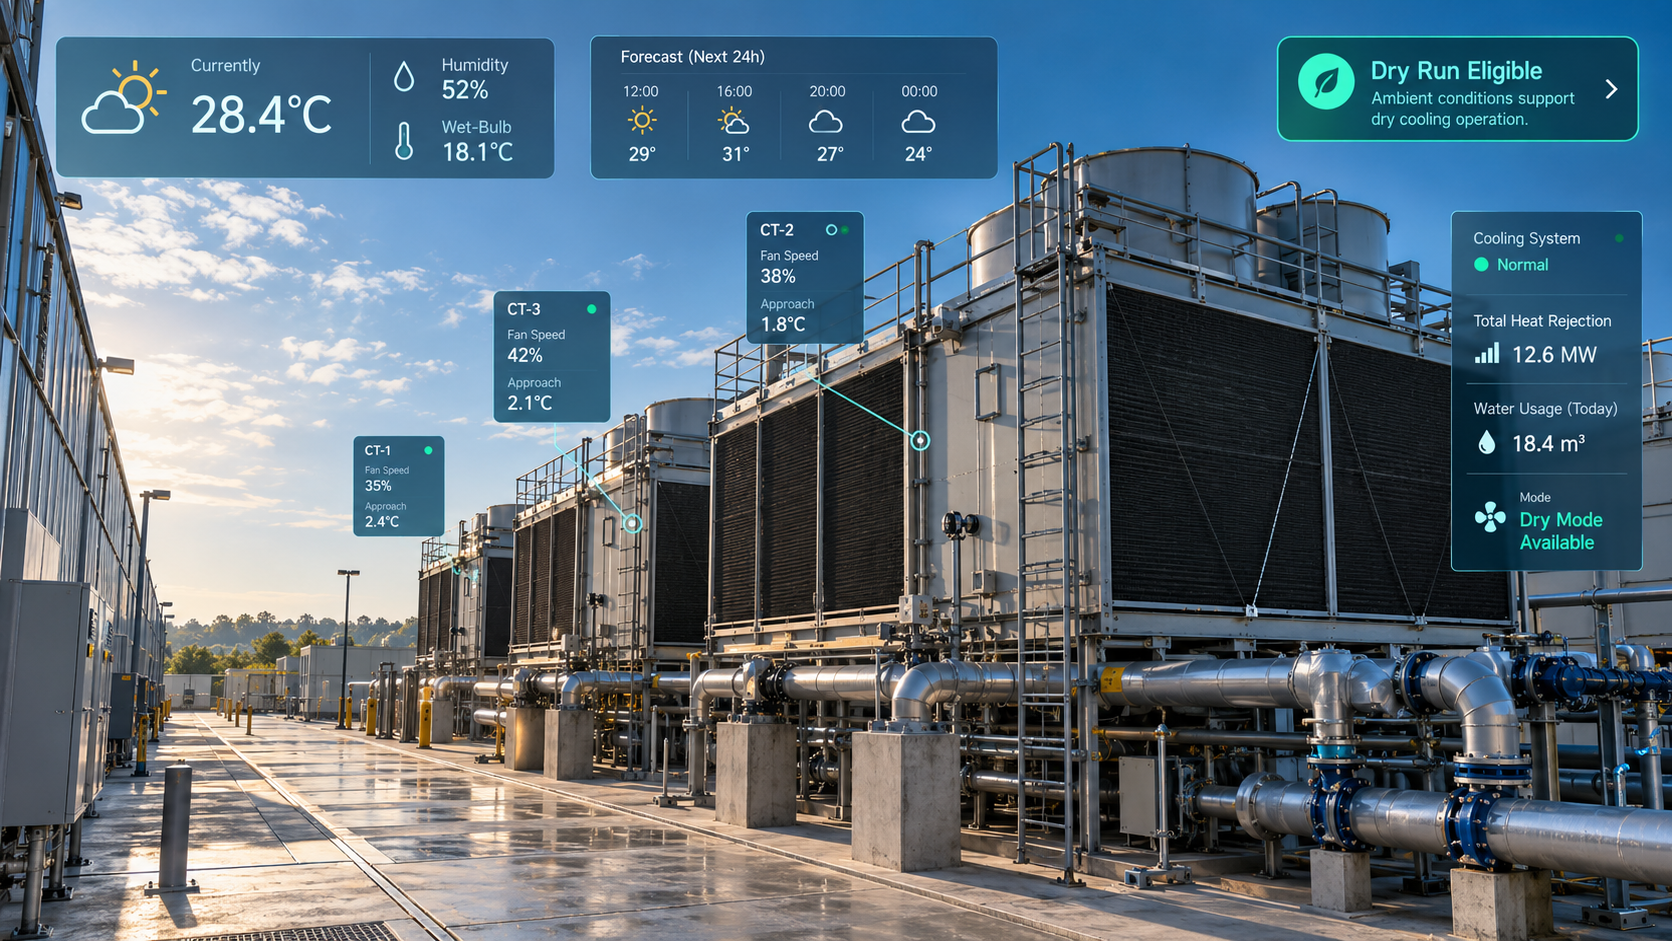 Currently
28.4°C
Humidity
52%
Wet-Bulb
18.1°C
Forecast (Next 24h)
12:00
16:00
20:00
00:00
29°
31°
27°
24°
Dry Run Eligible
Ambient conditions support
dry cooling operation.
CT-2
Fan Speed
38%
Approach
1.8°C
CT-3
Fan Speed
42%
Approach
2.1°C
CT-1
Fan Speed
35%
Approach
2.4°C
Cooling System
Normal
Total Heat Rejection
12.6 MW
Water Usage (Today)
18.4 m³
Mode
Dry Mode
Available